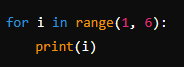 for i in range(1, 6):
    print(i)